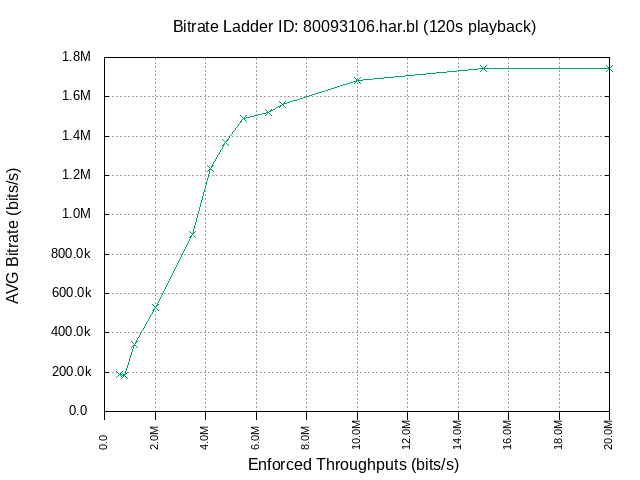 Bitrate Ladder ID: 80093106.har.bl (120s playback)
1.8M
1.6M
1.4M
1.2M
1.0M
800.0k
600.0k
400.0k
200.0k
0.0
AVG Bitrate (bits/s)
0.0 2.0M 4.0M 6.0M 8.0M 10.0M 12.0M 14.0M 16.0M 18.0M 20.0M
Enforced Throughputs (bits/s)